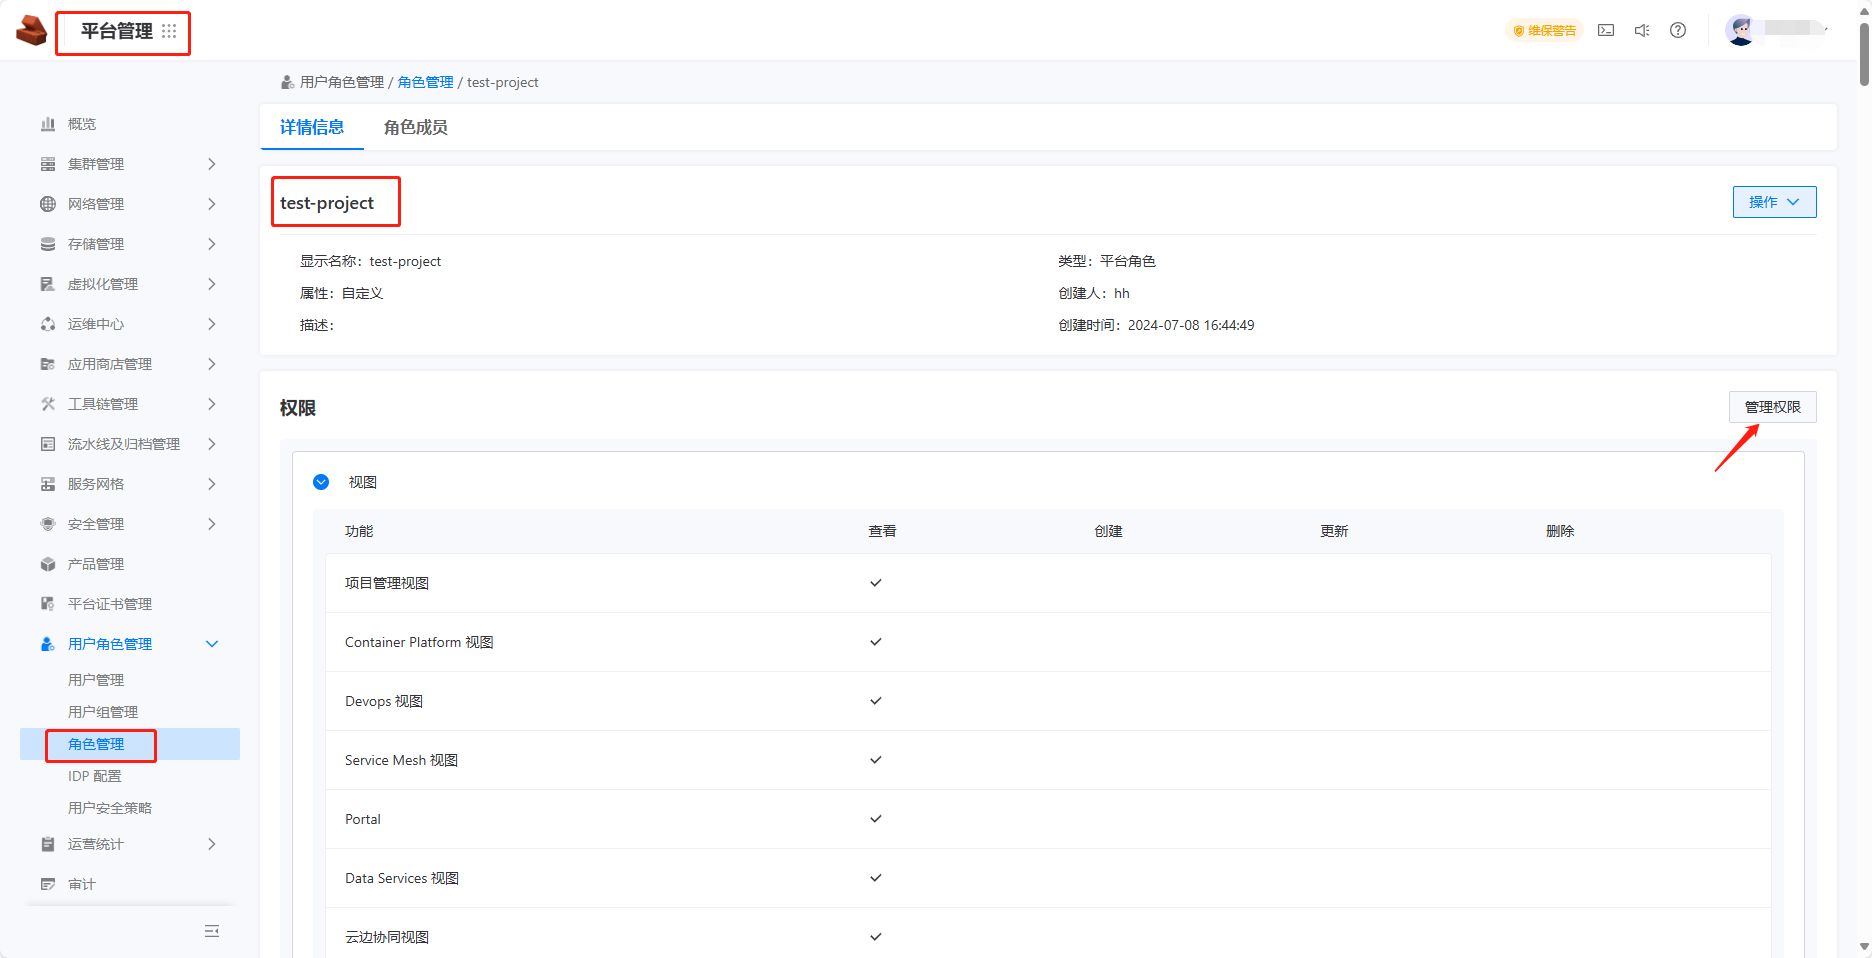 平台管理
维保警告
用户角色管理 / 角色管理 / test-project
概览
集群管理
网络管理
存储管理
虚拟化管理
运维中心
应用商店管理
工具链管理
流水线及归档管理
服务网格
安全管理
产品管理
平台证书管理
用户角色管理
用户管理
用户组管理
角色管理
IDP 配置
用户安全策略
运营统计
审计
详情信息 角色成员
test-project
操作
显示名称：test-project
类型：平台角色
属性：自定义
创建人：hh
描述：
创建时间：2024-07-08 16:44:49
权限
管理权限
视图
功能 查看 创建 更新 删除
项目管理视图
Container Platform 视图
Devops 视图
Service Mesh 视图
Portal
Data Services 视图
云边协同视图